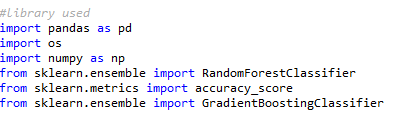 #library used
import pandas as pd
import os
import numpy as np
from sklearn.ensemble import RandomForestClassifier
from sklearn.metrics import accuracy_score
from sklearn.ensemble import GradientBoostingClassifier